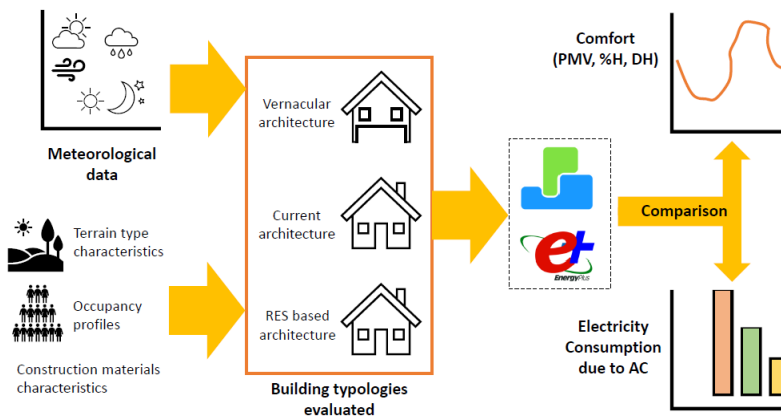 Meteorological
data
Terrain type
characteristics
Occupancy
profiles
Construction materials
characteristics
Vernacular
architecture
Current
architecture
RES based
architecture
Building typologies
evaluated
e+
EnergyPlus
Comparison
Comfort
(PMV, %H, DH)
Electricity
Consumption
due to AC